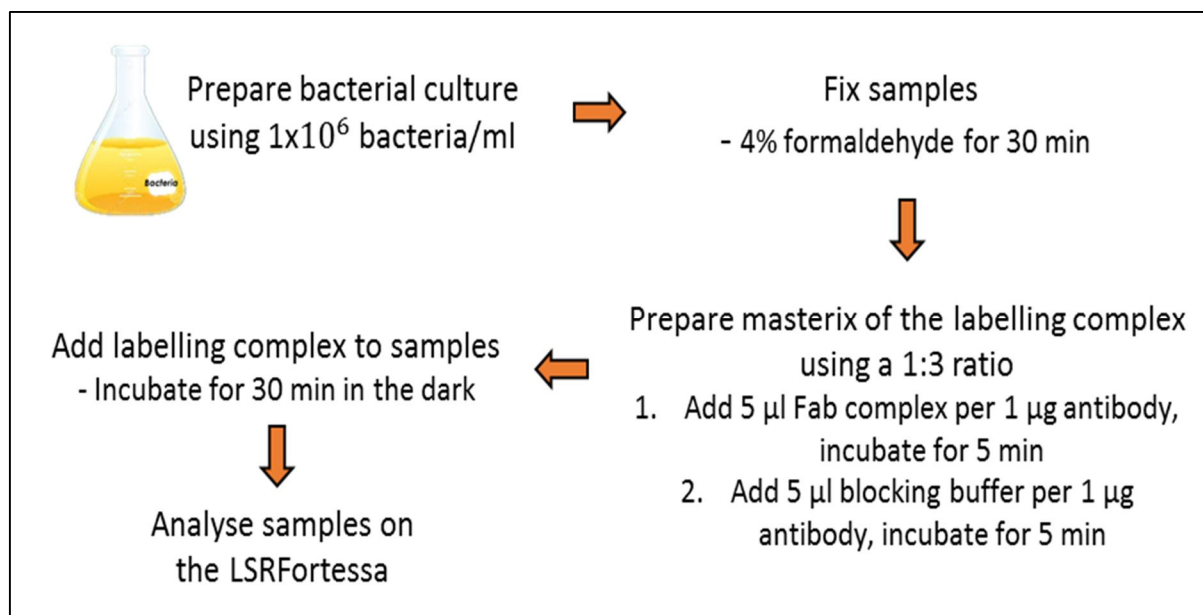 Bacteria
Prepare bacterial culture
using 1x10⁶ bacteria/ml
Fix samples
- 4% formaldehyde for 30 min
Prepare masterix of the labelling complex
using a 1:3 ratio
1. Add 5 µl Fab complex per 1 µg antibody,
incubate for 5 min
2. Add 5 µl blocking buffer per 1 µg
antibody, incubate for 5 min
Add labelling complex to samples
- Incubate for 30 min in the dark
Analyse samples on
the LSRFortessa